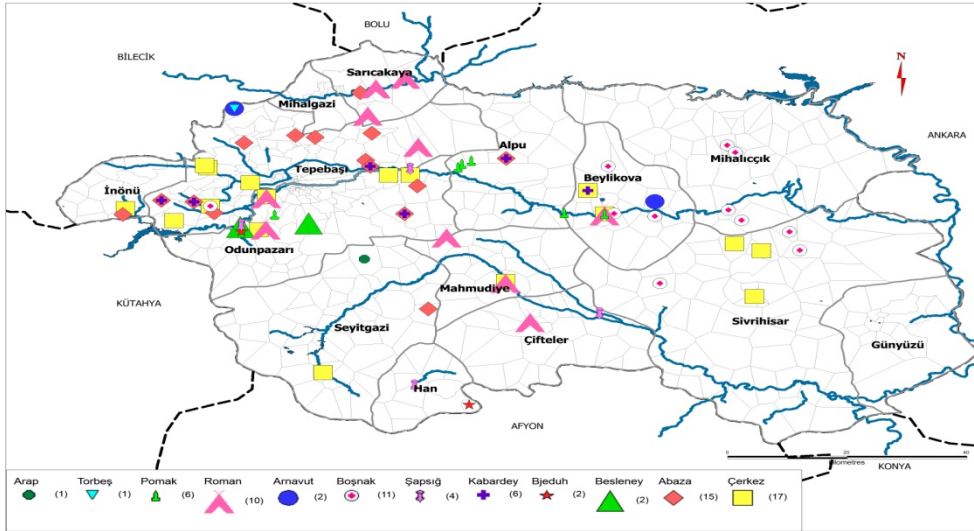 BOLU
BİLECİK
N
Sarıcakaya
Mihalgazi
ANKARA
Alpu
Mihalıcçık
Tepebaşı
Beylikova
İnönü
Odunpazarı
KÜTAHYA
Mahmudiye
Sivrihisar
Seyitgazi
Çifteler
Günyüzü
Han
AFYON
0 20 40
kilometres
KONYA
Arap Torbeş Pomak Roman Arnavut Boşnak Şapsığ Kabardey Bjeduh Besleney Abaza Çerkez
(1) (1) (6) (10) (2) (11) (4) (6) (2) (2) (15) (17)